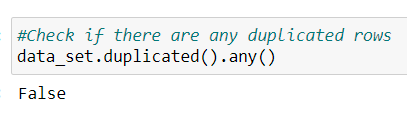 #Check if there are any duplicated rows
data_set.duplicated().any()
False